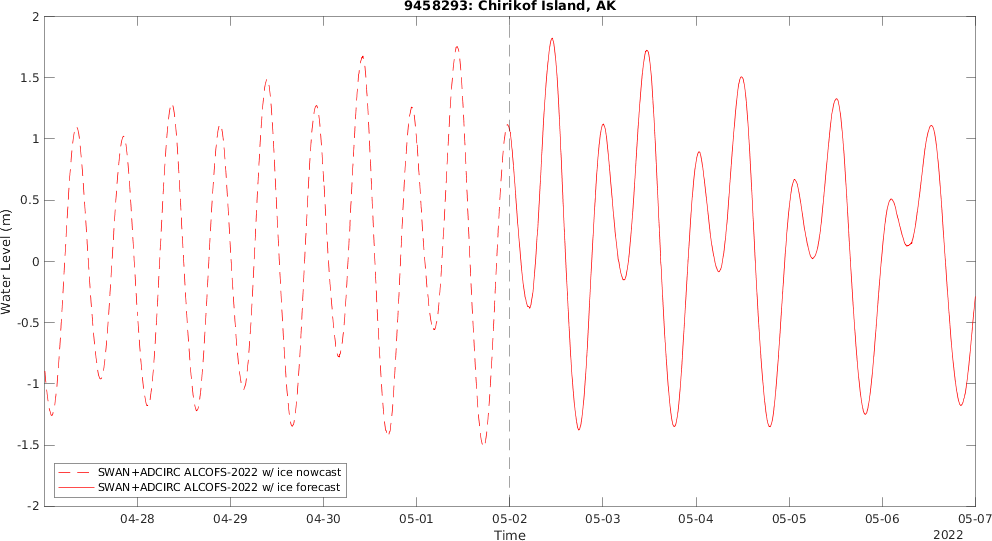 9458293: Chirikof Island, AK
2
1.5
1
0.5
0
-0.5
-1
-1.5
-2
Water Level (m)
SWAN+ADCIRC ALCOFS-2022 w/ ice nowcast
SWAN+ADCIRC ALCOFS-2022 w/ ice forecast
04-28 04-29 04-30 05-01 05-02 05-03 05-04 05-05 05-06 05-07
Time
2022